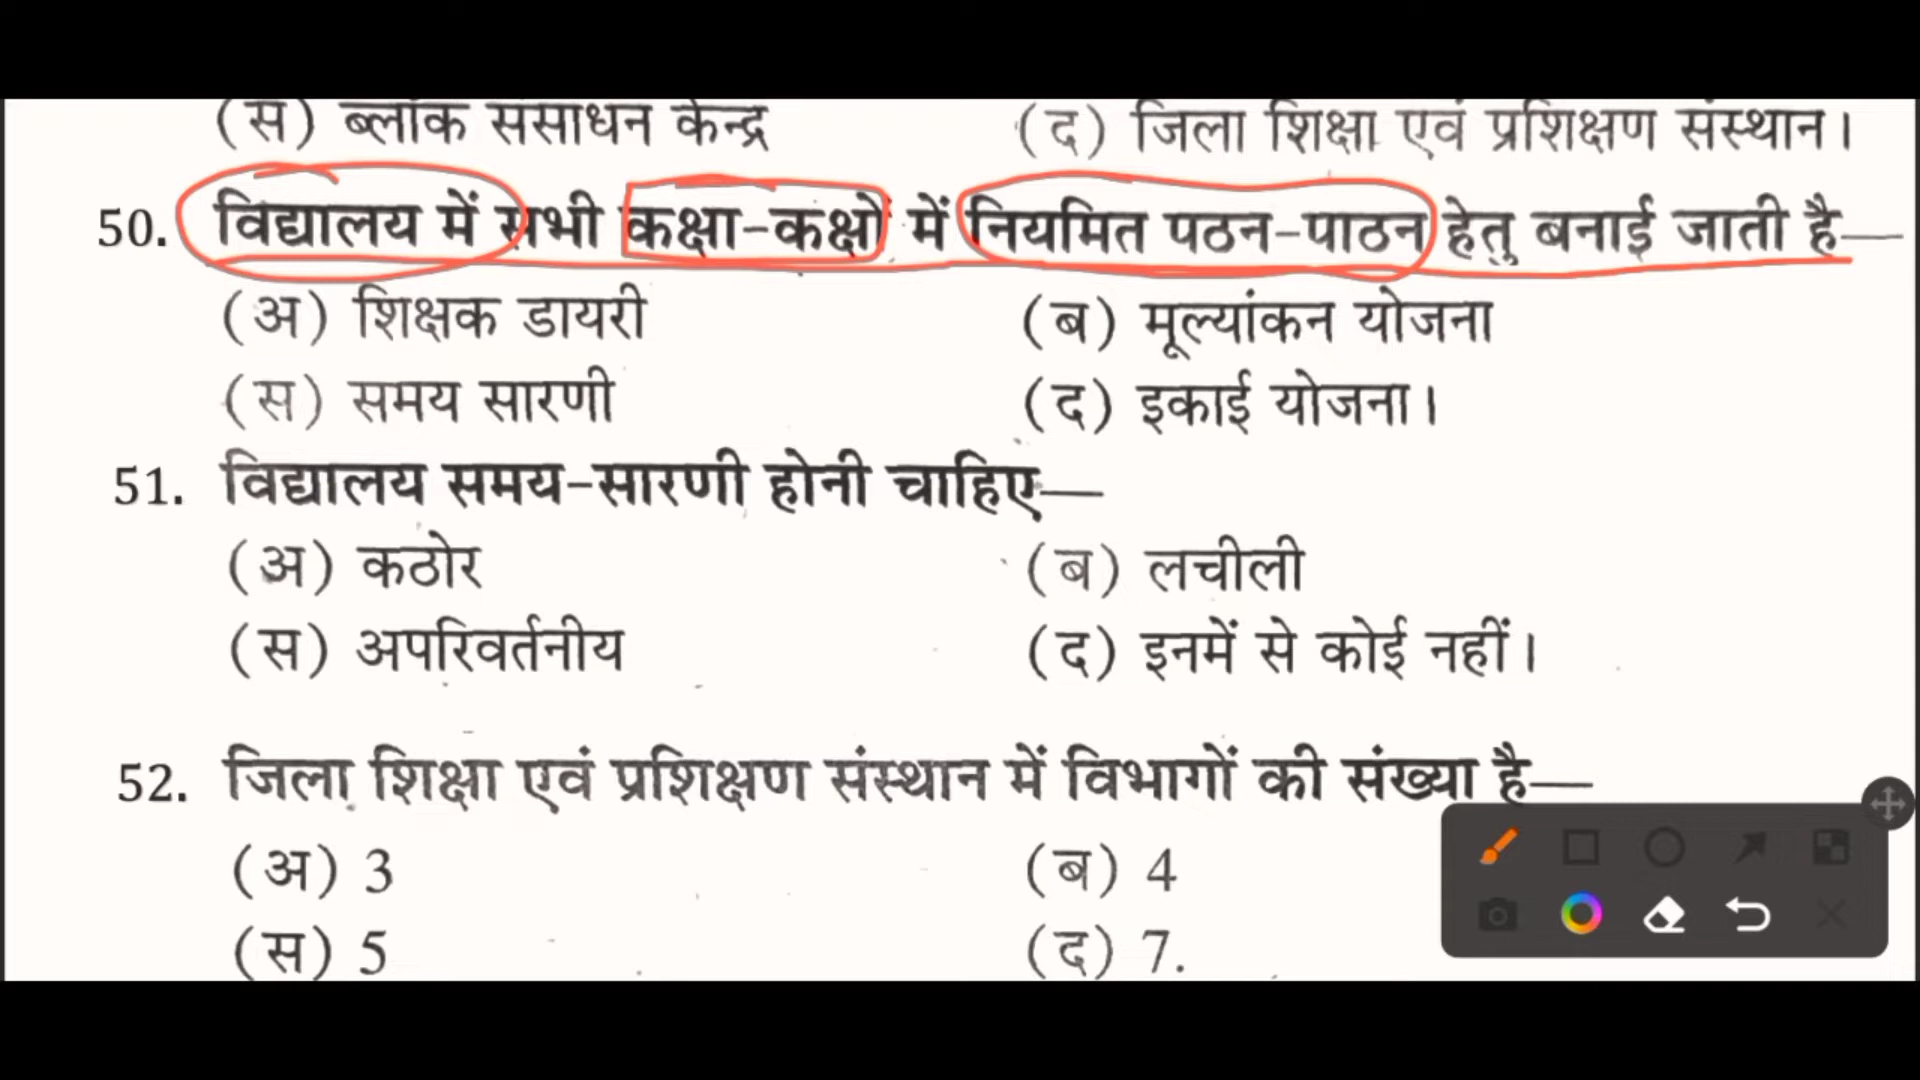 (स) ब्लॉक संसाधन केन्द्र (द) जिला शिक्षा एवं प्रशिक्षण संस्थान।
50. विद्यालय में सभी कक्षा-कक्षों में नियमित पठन-पाठन हेतु बनाई जाती है—
(अ) शिक्षक डायरी (ब) मूल्यांकन योजना
(स) समय सारणी (द) इकाई योजना।
51. विद्यालय समय-सारणी होनी चाहिए—
(अ) कठोर (ब) लचीली
(स) अपरिवर्तनीय (द) इनमें से कोई नहीं।
52. जिला शिक्षा एवं प्रशिक्षण संस्थान में विभागों की संख्या है—
(अ) 3 (ब) 4
(स) 5 (द) 7.